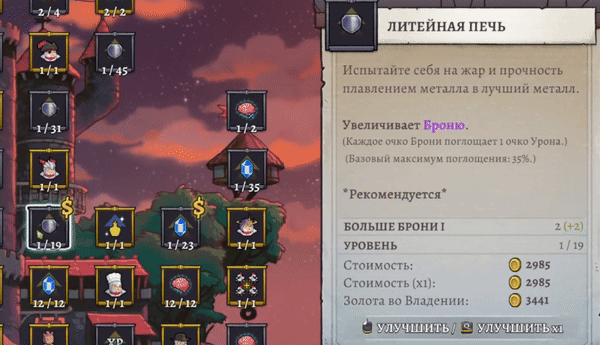 2 / 4
2 / 2
1 / 1
1 / 45
1 / 31
1 / 2
1 / 1
1 / 35
$
$
1 / 19
1 / 1
1 / 23
1 / 1
12 / 12
1 / 1
12 / 12
1 / 1
XP
ЛИТЕЙНАЯ ПЕЧЬ
Испытайте себя на жар и прочность
плавлением металла в лучший металл.
Увеличивает Броню.
(Каждое очко Брони поглощает 1 очко Урона.)
(Базовый максимум поглощения: 35%.)
*Рекомендуется*
БОЛЬШЕ БРОНИ I 2 (+2)
УРОВЕНЬ 1 / 19
Стоимость: 2985
Стоимость (x1): 2985
Золота во Владении: 3441
УЛУЧШИТЬ / УЛУЧШИТЬ x1